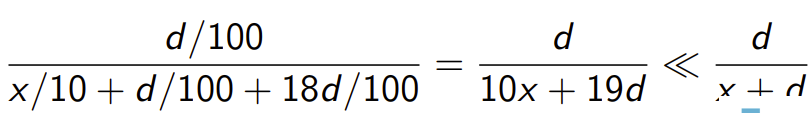 d/100 / (x/10 + d/100 + 18d/100) = d / (10x + 19d) ≪ d / (x + d)